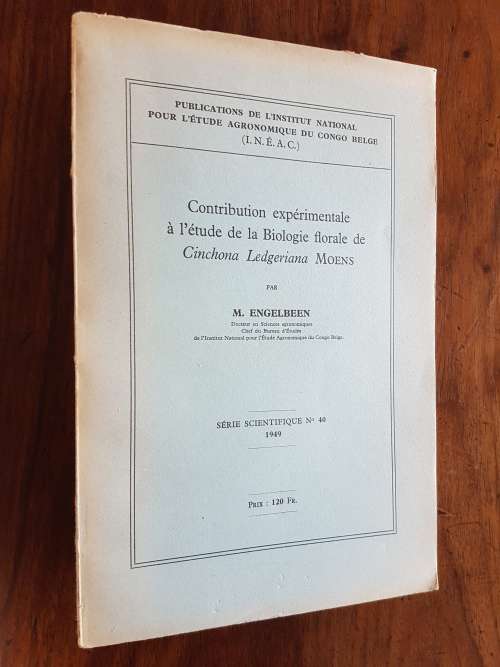 PUBLICATIONS DE L'INSTITUT NATIONAL
POUR L'ÉTUDE AGRONOMIQUE DU CONGO BELGE
(I. N. É. A. C.)
Contribution expérimentale
à l'étude de la Biologie florale de
Cinchona Ledgeriana MOENS
PAR
M. ENGELBEEN
Docteur en Sciences agronomiques
Chef du Bureau d'Études
de l'Institut National pour l'Étude Agronomique du Congo Belge.
SÉRIE SCIENTIFIQUE No 40
1949
PRIX : 120 FR.